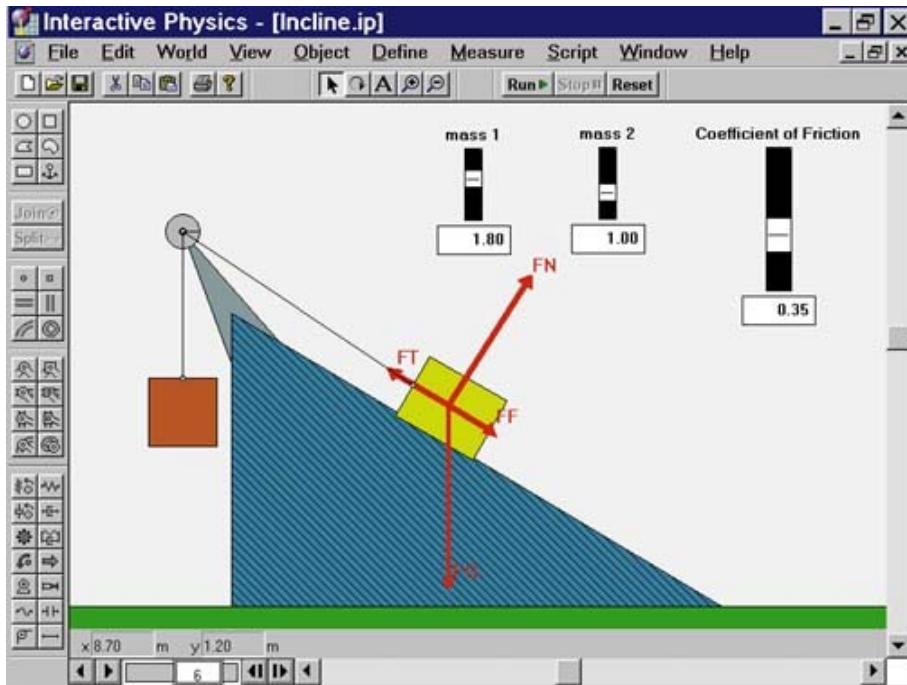 Interactive Physics - [Incline.ip]
File Edit World View Object Define Measure Script Window Help
Run Stop Reset
mass 1 mass 2 Coefficient of Friction
1.80 1.00 0.35
Join
Split
FN
FT
FF
x 8.70 m y 1.20 m
6